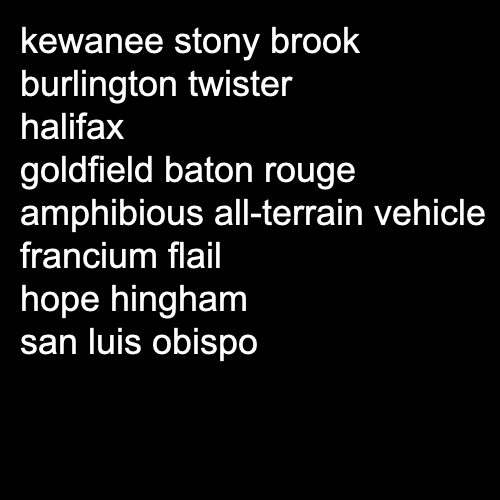 kewanee stony brook
burlington twister
halifax
goldfield baton rouge
amphibious all-terrain vehicle
francium flail
hope hingham
san luis obispo